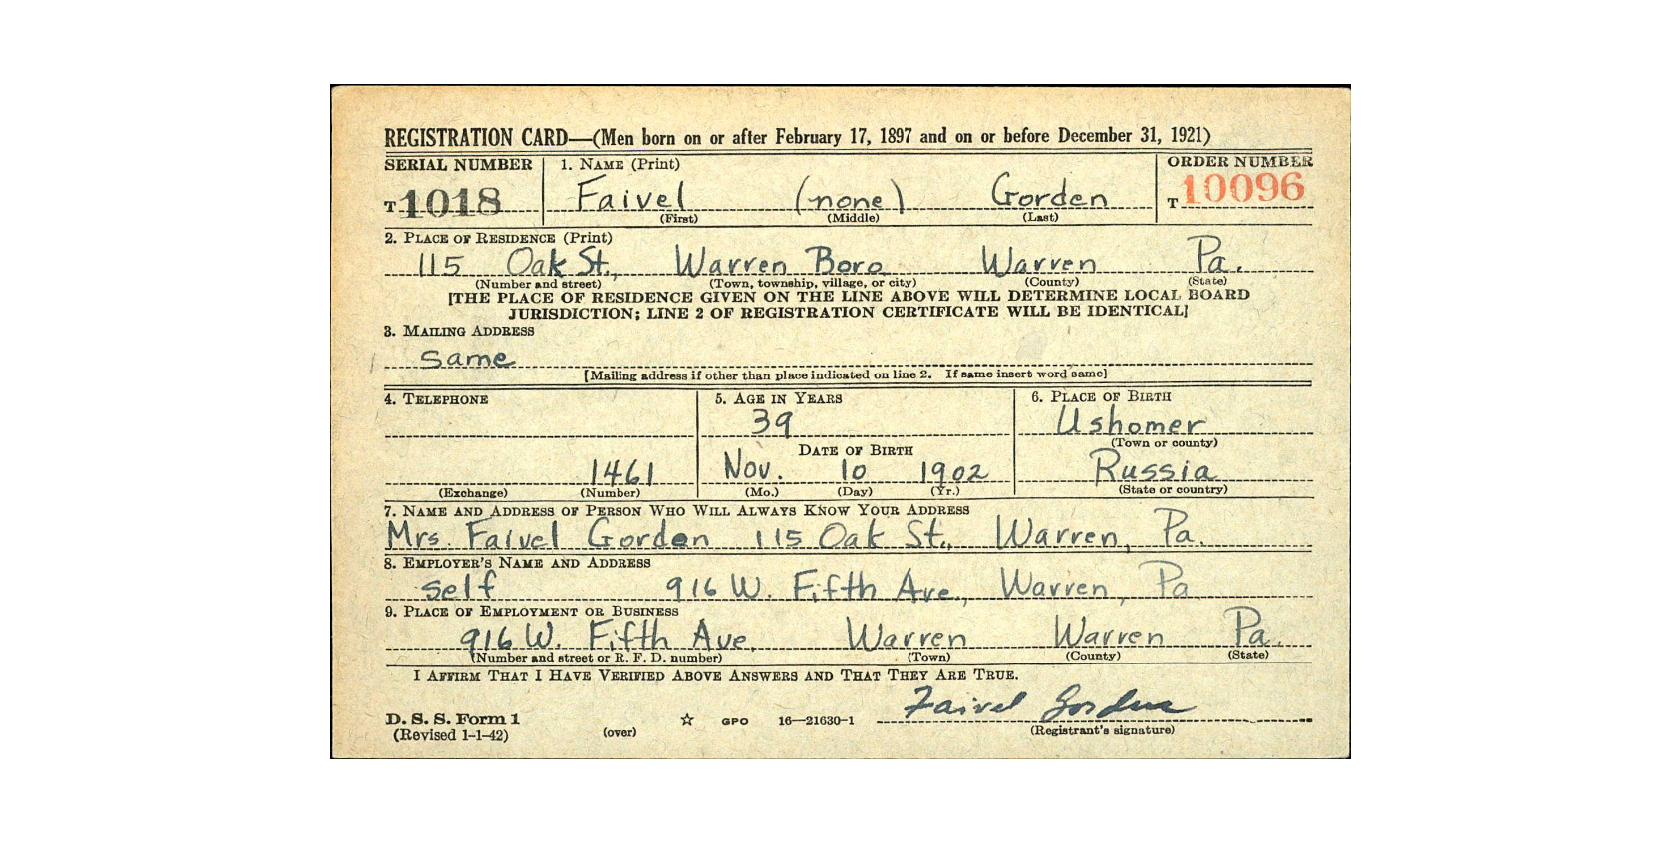 REGISTRATION CARD—(Men born on or after February 17, 1897 and on or before December 31, 1921)
SERIAL NUMBER 1. NAME (Print) ORDER NUMBER
T 1018 Faivel (none) Gorden T 10096
(First) (Middle) (Last)
2. PLACE OF RESIDENCE (Print)
115 Oak St., Warren Boro Warren Pa.
(Number and street) (Town, township, village, or city) (County) (State)
[THE PLACE OF RESIDENCE GIVEN ON THE LINE ABOVE WILL DETERMINE LOCAL BOARD
JURISDICTION; LINE 2 OF REGISTRATION CERTIFICATE WILL BE IDENTICAL]
3. MAILING ADDRESS
same
[Mailing address if other than place indicated on line 2. If same insert word same]
4. TELEPHONE 5. AGE IN YEARS 6. PLACE OF BIRTH
39 Ushomer
DATE OF BIRTH (Town or county)
1461 Nov. 10 1902 Russia
(Exchange) (Number) (Mo.) (Day) (Yr.) (State or country)
7. NAME AND ADDRESS OF PERSON WHO WILL ALWAYS KNOW YOUR ADDRESS
Mrs. Faivel Gorden 115 Oak St., Warren, Pa.
8. EMPLOYER'S NAME AND ADDRESS
self 916 W. Fifth Ave., Warren, Pa
9. PLACE OF EMPLOYMENT OR BUSINESS
916 W. Fifth Ave, Warren Warren Pa.
(Number and street or R. F. D. number) (Town) (County) (State)
I AFFIRM THAT I HAVE VERIFIED ABOVE ANSWERS AND THAT THEY ARE TRUE.
Faivel Gorden
D. S. S. Form 1 ☆ GPO 16—21630-1
(Revised 1-1-42) (over) (Registrant's signature)